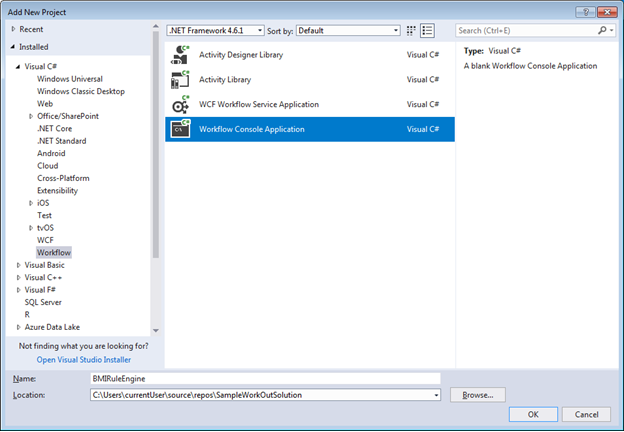 Add New Project
Recent
Installed
Visual C#
Windows Universal
Windows Classic Desktop
Web
Office/SharePoint
.NET Core
.NET Standard
Android
Cloud
Cross-Platform
Extensibility
iOS
Test
tvOS
WCF
Workflow
Visual Basic
Visual C++
Visual F#
SQL Server
R
Azure Data Lake
Not finding what you are looking for?
Open Visual Studio Installer
.NET Framework 4.6.1 Sort by: Default
Activity Designer Library Visual C#
Activity Library Visual C#
WCF Workflow Service Application Visual C#
Workflow Console Application Visual C#
Search (Ctrl+E)
Type: Visual C#
A blank Workflow Console Application
Name: BMIRuleEngine
Location: C:\Users\currentUser\source\repos\SampleWorkOutSolution Browse...
OK Cancel